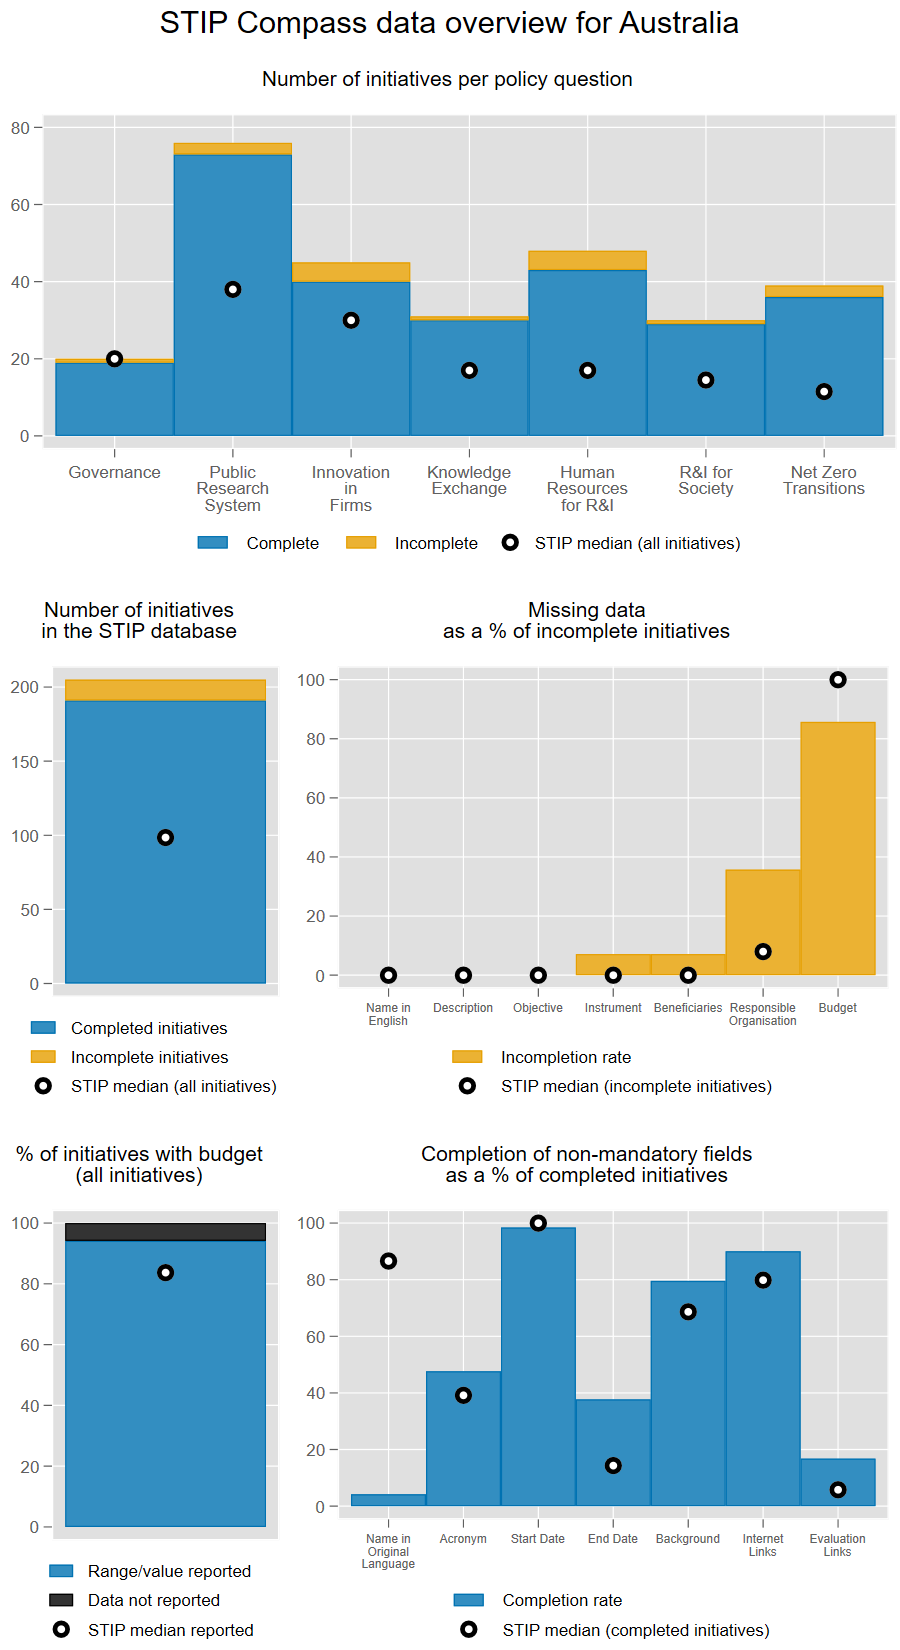 STIP Compass data overview for Australia
Number of initiatives per policy question
80
60
40
20
0
Governance
Public
Research
System
Innovation
in
Firms
Knowledge
Exchange
Human
Resources
for R&I
R&I for
Society
Net Zero
Transitions
Complete
Incomplete
STIP median (all initiatives)
Number of initiatives
in the STIP database
200
150
100
50
0
Completed initiatives
Incomplete initiatives
STIP median (all initiatives)
Missing data
as a % of incomplete initiatives
100
80
60
40
20
0
Name in
English
Description
Objective
Instrument
Beneficiaries
Responsible
Organisation
Budget
Incompletion rate
STIP median (incomplete initiatives)
% of initiatives with budget
(all initiatives)
100
80
60
40
20
0
Range/value reported
Data not reported
STIP median reported
Completion of non-mandatory fields
as a % of completed initiatives
100
80
60
40
20
0
Name in
Original
Language
Acronym
Start Date
End Date
Background
Internet
Links
Evaluation
Links
Completion rate
STIP median (completed initiatives)